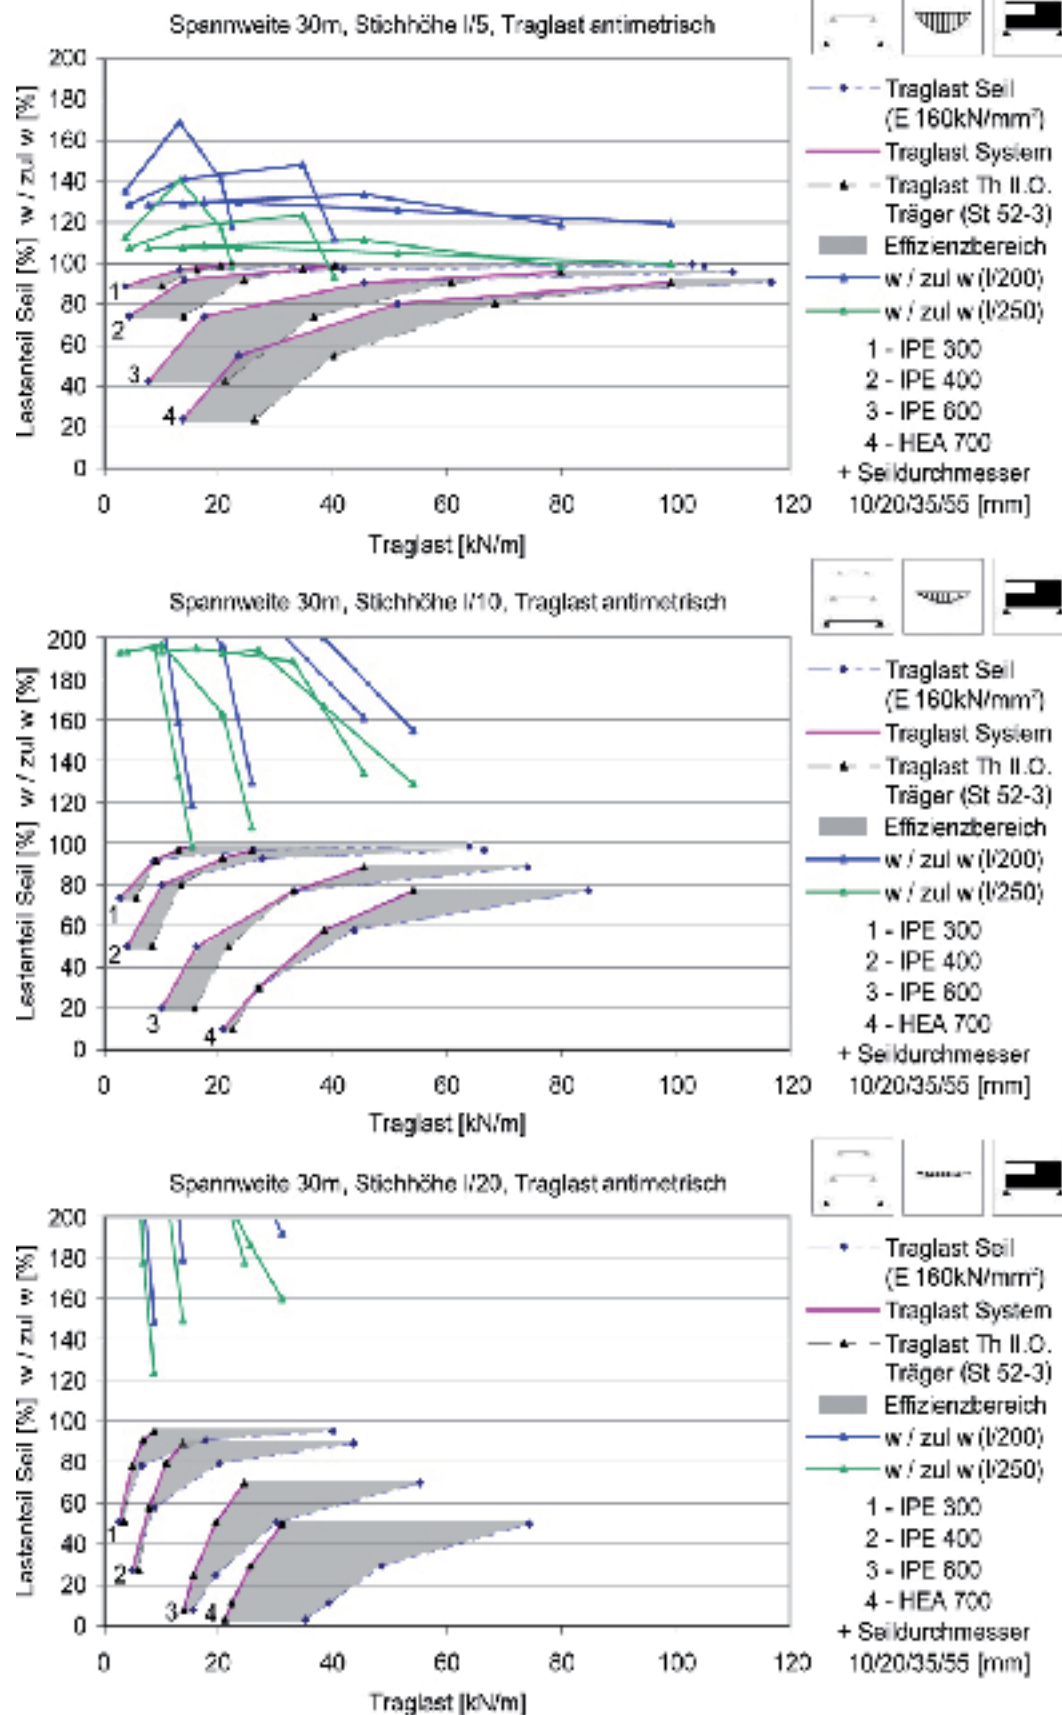 Spannweite 30m, Stichhöhe l/5, Traglast antimetrisch
Lastanteil Seil [%] w / zul w [%]
200
180
160
140
120
100
80
60
40
20
0
1
2
3
4
0 20 40 60 80 100 120
Traglast [kN/m]
Traglast Seil
(E 160kN/mm²)
Traglast System
Traglast Th II.O.
Träger (St 52-3)
Effizienzbereich
w / zul w (l/200)
w / zul w (l/250)
1 - IPE 300
2 - IPE 400
3 - IPE 600
4 - HEA 700
+ Seildurchmesser
10/20/35/55 [mm]
Spannweite 30m, Stichhöhe l/10, Traglast antimetrisch
Lastanteil Seil [%] w / zul w [%]
200
180
160
140
120
100
80
60
40
20
0
1
2
3
4
0 20 40 60 80 100 120
Traglast [kN/m]
Traglast Seil
(E 160kN/mm²)
Traglast System
Traglast Th II.O.
Träger (St 52-3)
Effizienzbereich
w / zul w (l/200)
w / zul w (l/250)
1 - IPE 300
2 - IPE 400
3 - IPE 600
4 - HEA 700
+ Seildurchmesser
10/20/35/55 [mm]
Spannweite 30m, Stichhöhe l/20, Traglast antimetrisch
Lastanteil Seil [%] w / zul w [%]
200
180
160
140
120
100
80
60
40
20
0
1
2
3
4
0 20 40 60 80 100 120
Traglast [kN/m]
Traglast Seil
(E 160kN/mm²)
Traglast System
Traglast Th II.O.
Träger (St 52-3)
Effizienzbereich
w / zul w (l/200)
w / zul w (l/250)
1 - IPE 300
2 - IPE 400
3 - IPE 600
4 - HEA 700
+ Seildurchmesser
10/20/35/55 [mm]